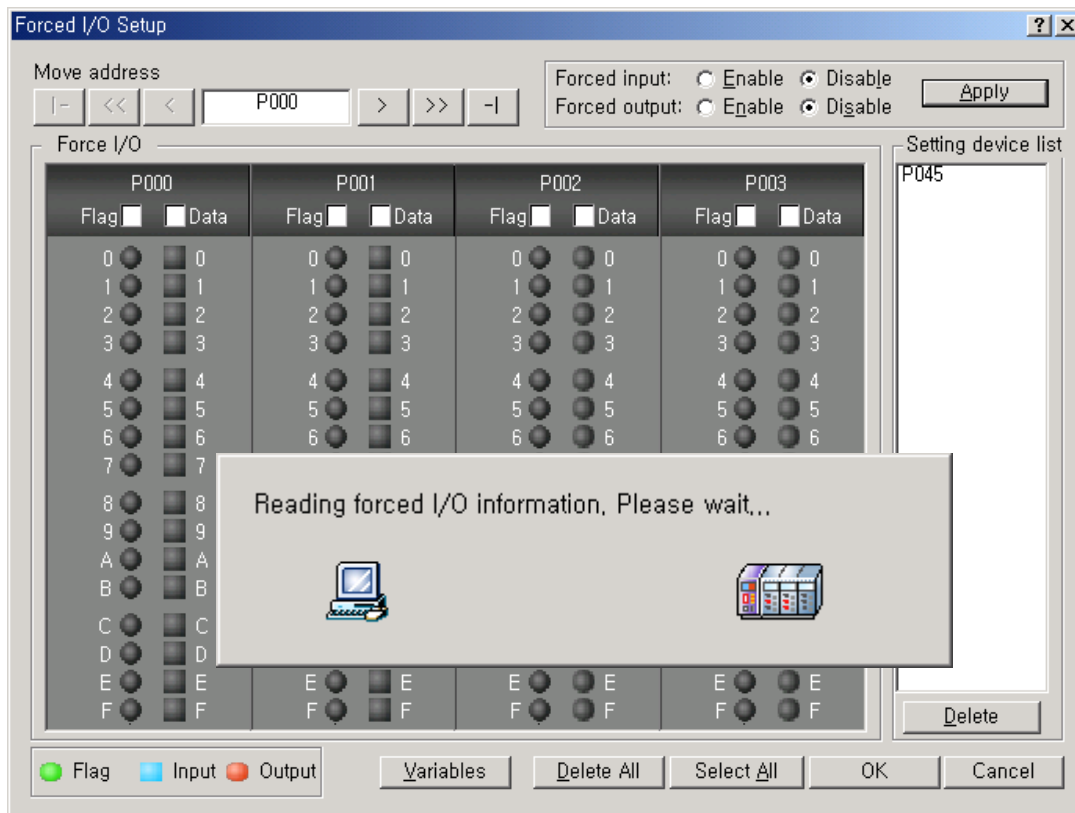 Forced I/O Setup
Move address
|- << < P000 > >> -|
Forced input: Enable Disable
Forced output: Enable Disable
Apply
Force I/O
Setting device list
P000 P001 P002 P003
Flag Data Flag Data Flag Data Flag Data
P045
0 0 0 0 0 0 0 0
1 1 1 1 1 1 1 1
2 2 2 2 2 2 2 2
3 3 3 3 3 3 3 3
4 4 4 4 4 4 4 4
5 5 5 5 5 5 5 5
6 6 6 6 6 6 6 6
7 7
8 8
9 9
A A
B B
C C
D D
E E E E E E E E
F F F F F F F F
Reading forced I/O information, Please wait...
Delete
Flag Input Output
Variables Delete All Select All OK Cancel